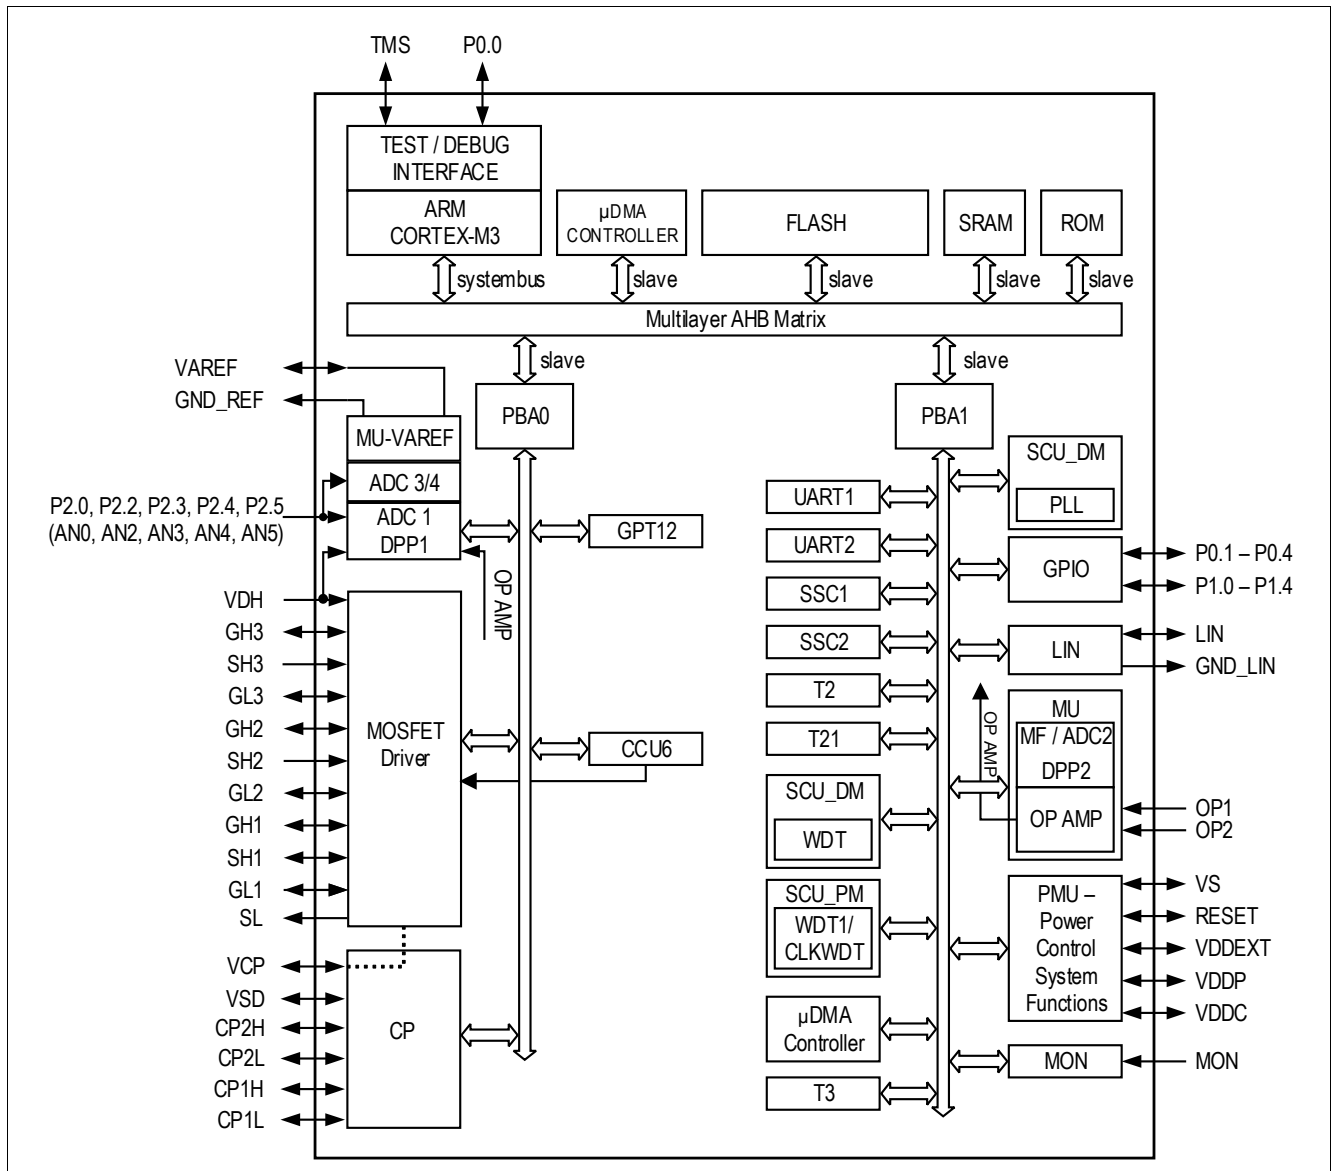 TMS P0.0
TEST / DEBUG
INTERFACE
ARM
CORTEX-M3
µDMA
CONTROLLER
FLASH
SRAM
ROM
systembus
slave
slave
slave
slave
Multilayer AHB Matrix
slave
slave
VAREF
GND_REF
PBA0
PBA1
MU-VAREF
ADC 3/4
ADC 1
DPP1
P2.0, P2.2, P2.3, P2.4, P2.5
(AN0, AN2, AN3, AN4, AN5)
GPT12
OP AMP
VDH
GH3
SH3
GL3
GH2
SH2
GL2
GH1
SH1
GL1
SL
MOSFET
Driver
CCU6
VCP
VSD
CP2H
CP2L
CP1H
CP1L
CP
UART1
UART2
SSC1
SSC2
T2
T21
SCU_DM
WDT
SCU_PM
WDT1/
CLKWDT
µDMA
Controller
T3
SCU_DM
PLL
GPIO
P0.1 – P0.4
P1.0 – P1.4
LIN
LIN
GND_LIN
OP AMP
MU
MF / ADC2
DPP2
OP AMP
OP1
OP2
PMU –
Power
Control
System
Functions
VS
RESET
VDDEXT
VDDP
VDDC
MON
MON